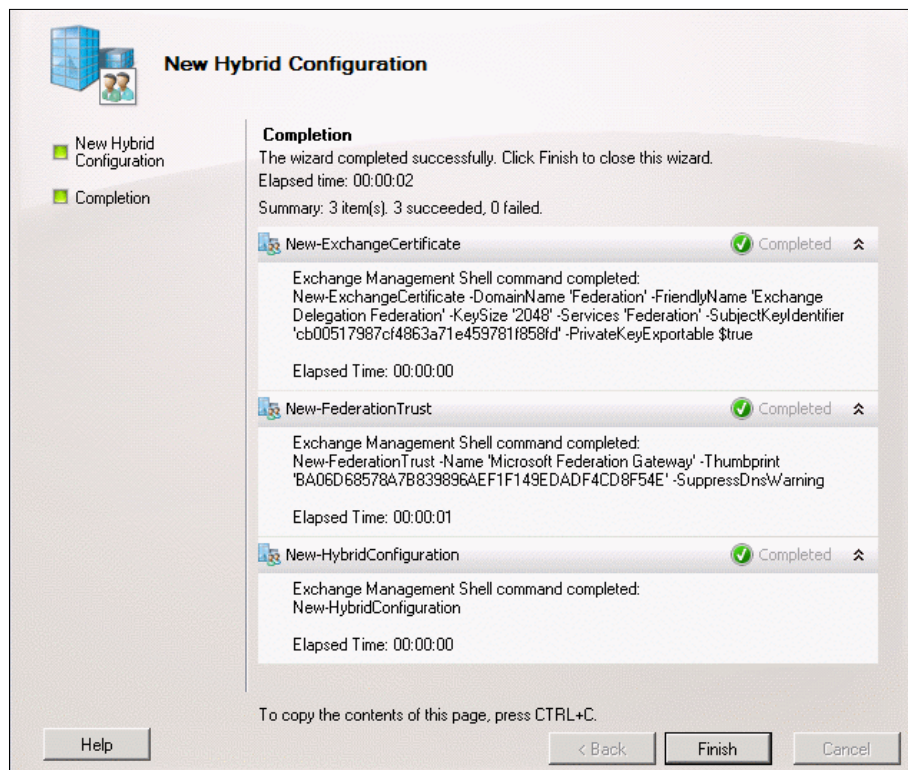 New Hybrid Configuration
New Hybrid
Configuration
Completion
Completion
The wizard completed successfully. Click Finish to close this wizard.
Elapsed time: 00:00:02
Summary: 3 item(s). 3 succeeded, 0 failed.
New-ExchangeCertificate
Completed
Exchange Management Shell command completed:
New-ExchangeCertificate -DomainName 'Federation' -FriendlyName 'Exchange
Delegation Federation' -KeySize '2048' -Services 'Federation' -SubjectKeyIdentifier
'cb00517987cf4863a71e459781f858fd' -PrivateKeyExportable $true
Elapsed Time: 00:00:00
New-FederationTrust
Completed
Exchange Management Shell command completed:
New-FederationTrust -Name 'Microsoft Federation Gateway' -Thumbprint
'BA06D68578A7B839896AEF1F149EDADF4CD8F54E' -SuppressDnsWarning
Elapsed Time: 00:00:01
New-HybridConfiguration
Completed
Exchange Management Shell command completed:
New-HybridConfiguration
Elapsed Time: 00:00:00
To copy the contents of this page, press CTRL+C.
Help
< Back
Finish
Cancel